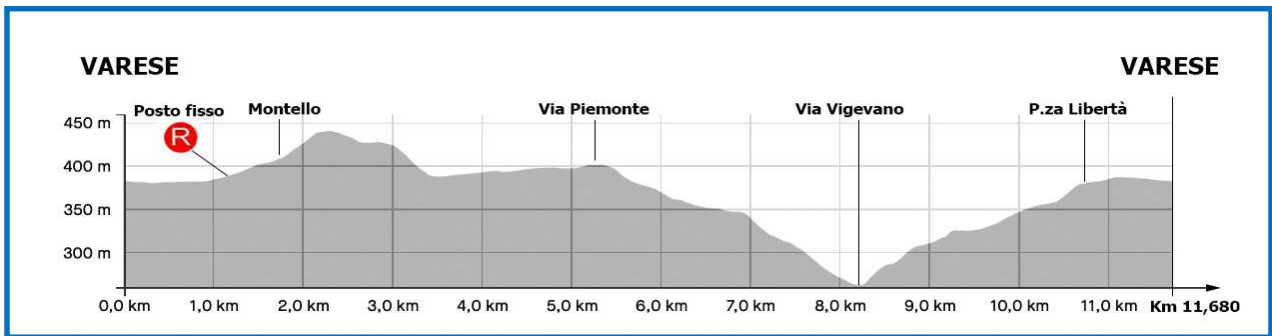 VARESE VARESE
Posto fisso Montello Via Piemonte Via Vigevano P.za Libertà
R
450 m
400 m
350 m
300 m
0,0 km 1,0 km 2,0 km 3,0 km 4,0 km 5,0 km 6,0 km 7,0 km 8,0 km 9,0 km 10,0 km 11,0 km Km 11,680